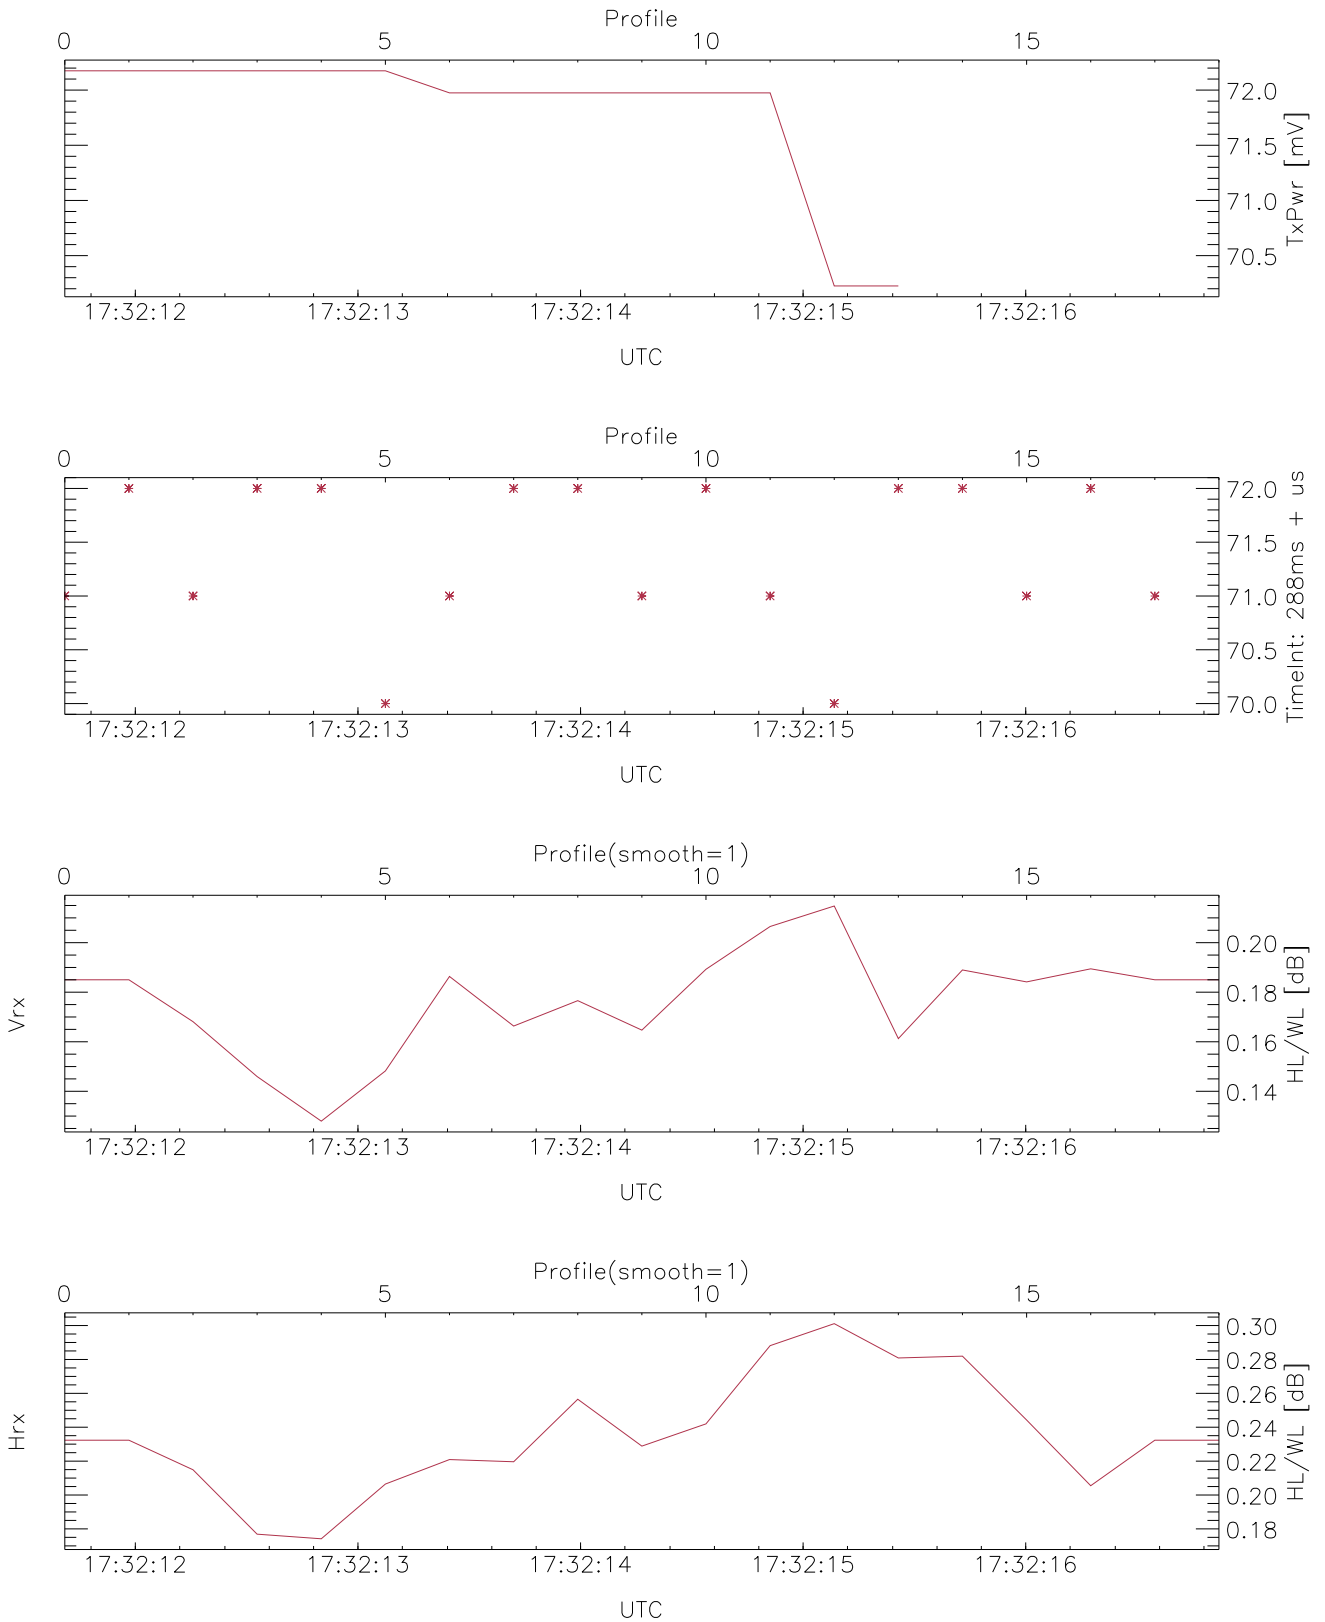 Profile
0 5 10 15
72.0
71.5
71.0
70.5
TxPwr [mV]
17:32:12 17:32:13 17:32:14 17:32:15 17:32:16
UTC
Profile
0 5 10 15
72.0
71.5
71.0
70.5
70.0
TimeInt: 288ms + us
17:32:12 17:32:13 17:32:14 17:32:15 17:32:16
UTC
Profile(smooth=1)
0 5 10 15
Vrx
0.20
0.18
0.16
0.14
HL/WL [dB]
17:32:12 17:32:13 17:32:14 17:32:15 17:32:16
UTC
Profile(smooth=1)
0 5 10 15
Hrx
0.30
0.28
0.26
0.24
0.22
0.20
0.18
HL/WL [dB]
17:32:12 17:32:13 17:32:14 17:32:15 17:32:16
UTC